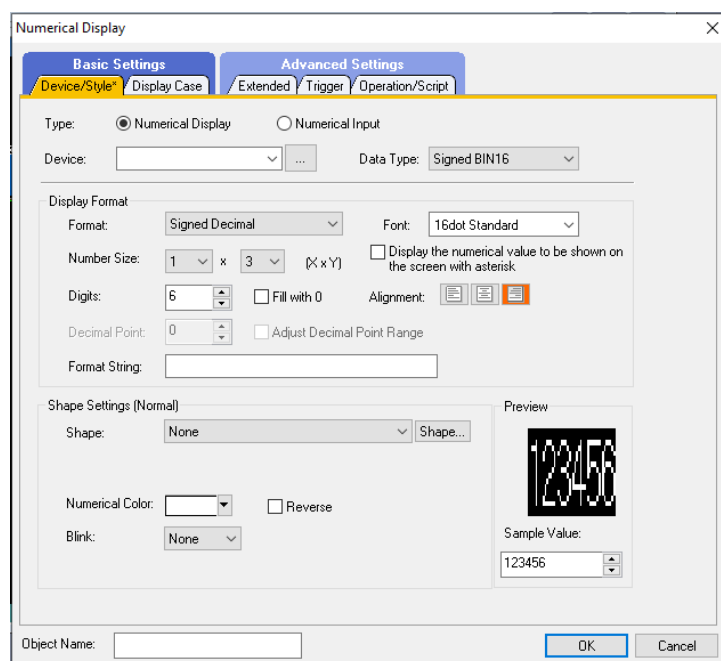 Numerical Display
Basic Settings Advanced Settings
Device/Style* Display Case Extended Trigger Operation/Script
Type: Numerical Display Numerical Input
Device: ... Data Type: Signed BIN16
Display Format
Format: Signed Decimal Font: 16dot Standard
Number Size: 1 x 3 (X x Y) Display the numerical value to be shown on
the screen with asterisk
Digits: 6 Fill with 0 Alignment:
Decimal Point: 0 Adjust Decimal Point Range
Format String:
Shape Settings (Normal) Preview
Shape: None Shape...
123456
Numerical Color: Reverse
Blink: None Sample Value:
123456
Object Name: OK Cancel